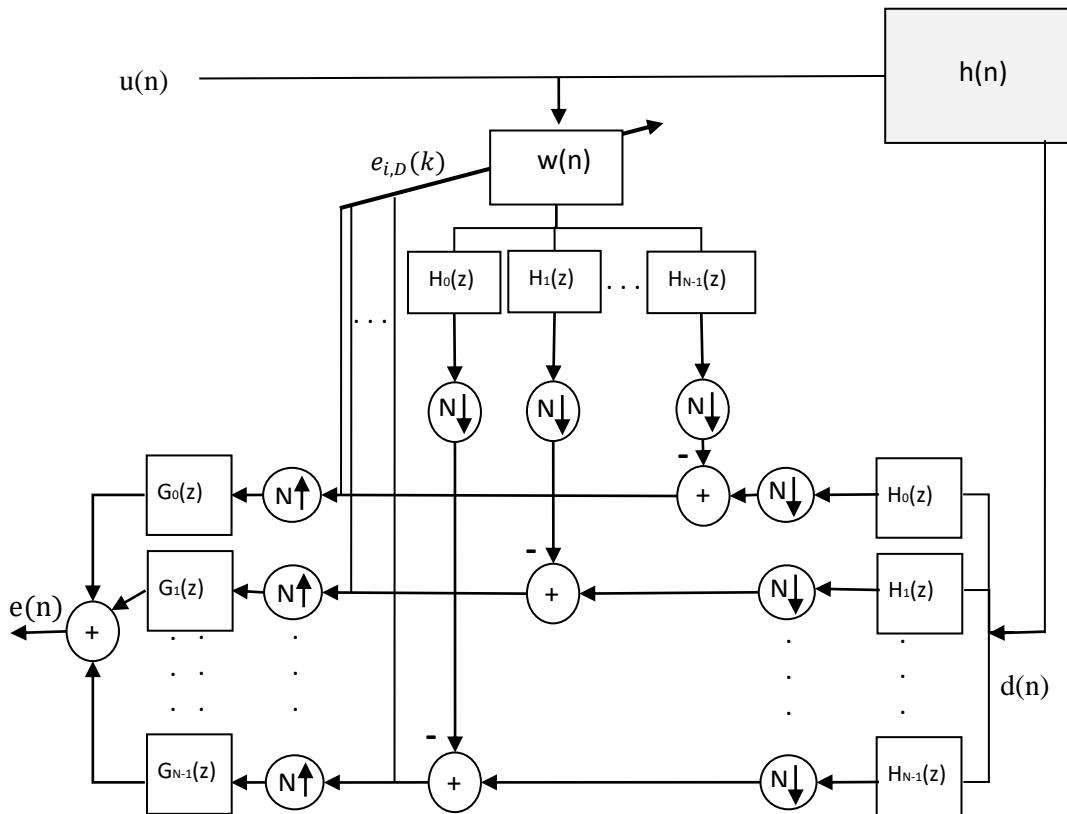 h(n)
u(n)
w(n)
e_{i,D}(k)
H₀(z) H₁(z) . . . H_{N-1}(z)
. . .
N N N
- 
G₀(z) N + N H₀(z)
-
G₁(z) N + N H₁(z)
e(n)
+
d(n)
-
G_{N-1}(z) N + N H_{N-1}(z)